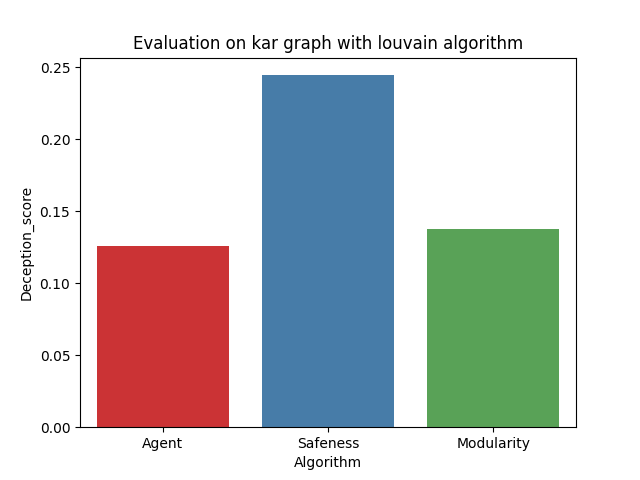 Evaluation on kar graph with louvain algorithm
Deception_score
0.25
0.20
0.15
0.10
0.05
0.00
Agent
Safeness
Modularity
Algorithm